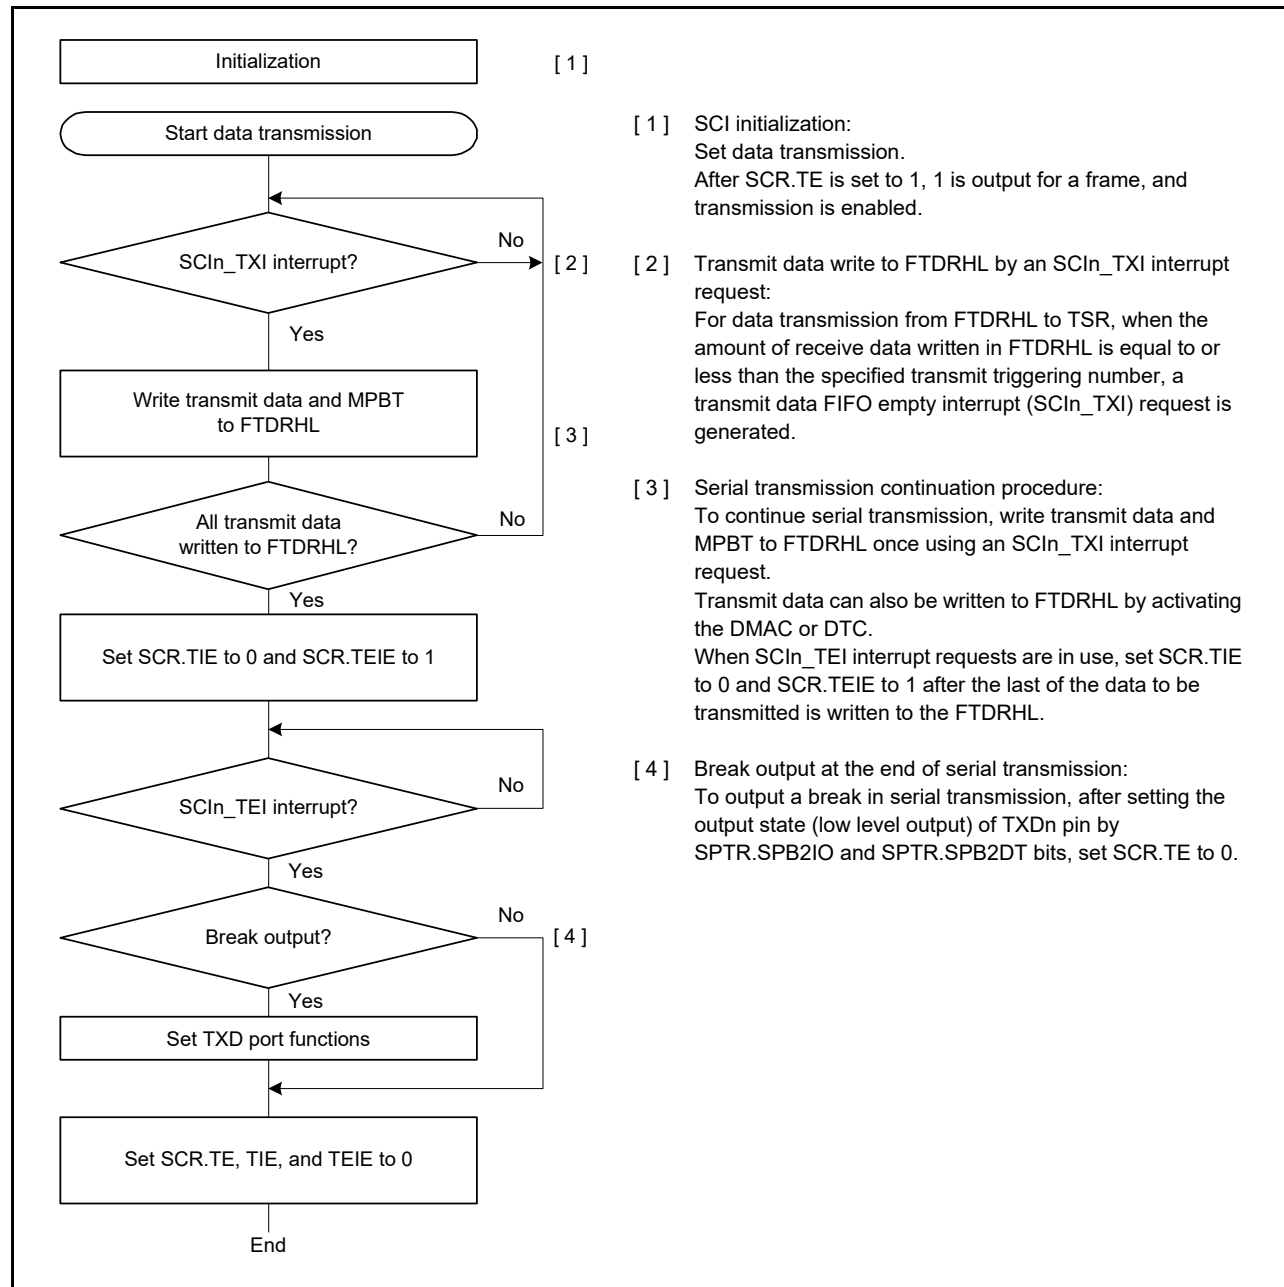 Initialization
[ 1 ]
Start data transmission
SCIn_TXI interrupt?
No
[ 2 ]
Yes
Write transmit data and MPBT
to FTDRHL
[ 3 ]
All transmit data
written to FTDRHL?
No
Yes
Set SCR.TIE to 0 and SCR.TEIE to 1
SCIn_TEI interrupt?
No
Yes
Break output?
No
[ 4 ]
Yes
Set TXD port functions
Set SCR.TE, TIE, and TEIE to 0
End
[ 1 ] SCI initialization:
Set data transmission.
After SCR.TE is set to 1, 1 is output for a frame, and
transmission is enabled.
[ 2 ] Transmit data write to FTDRHL by an SCIn_TXI interrupt
request:
For data transmission from FTDRHL to TSR, when the
amount of receive data written in FTDRHL is equal to or
less than the specified transmit triggering number, a
transmit data FIFO empty interrupt (SCIn_TXI) request is
generated.
[ 3 ] Serial transmission continuation procedure:
To continue serial transmission, write transmit data and
MPBT to FTDRHL once using an SCIn_TXI interrupt
request.
Transmit data can also be written to FTDRHL by activating
the DMAC or DTC.
When SCIn_TEI interrupt requests are in use, set SCR.TIE
to 0 and SCR.TEIE to 1 after the last of the data to be
transmitted is written to the FTDRHL.
[ 4 ] Break output at the end of serial transmission:
To output a break in serial transmission, after setting the
output state (low level output) of TXDn pin by
SPTR.SPB2IO and SPTR.SPB2DT bits, set SCR.TE to 0.